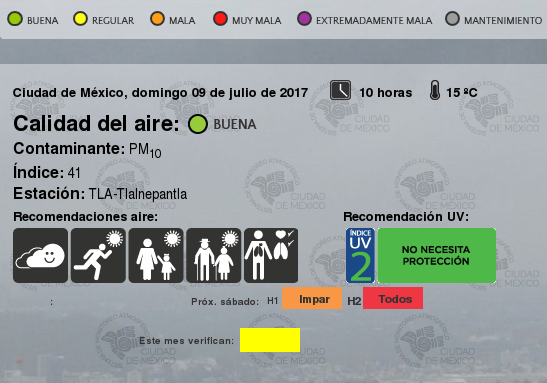 BUENA REGULAR MALA MUY MALA EXTREMADAMENTE MALA MANTENIMIENTO
Ciudad de México, domingo 09 de julio de 2017 10 horas 15 ºC
Calidad del aire: BUENA
Contaminante: PM10
Índice: 41
Estación: TLA-Tlalnepantla
Recomendaciones aire: Recomendación UV:
ÍNDICE
UV
2
NO NECESITA
PROTECCIÓN
: Próx. sábado: H1 Impar H2 Todos
Este mes verifican: